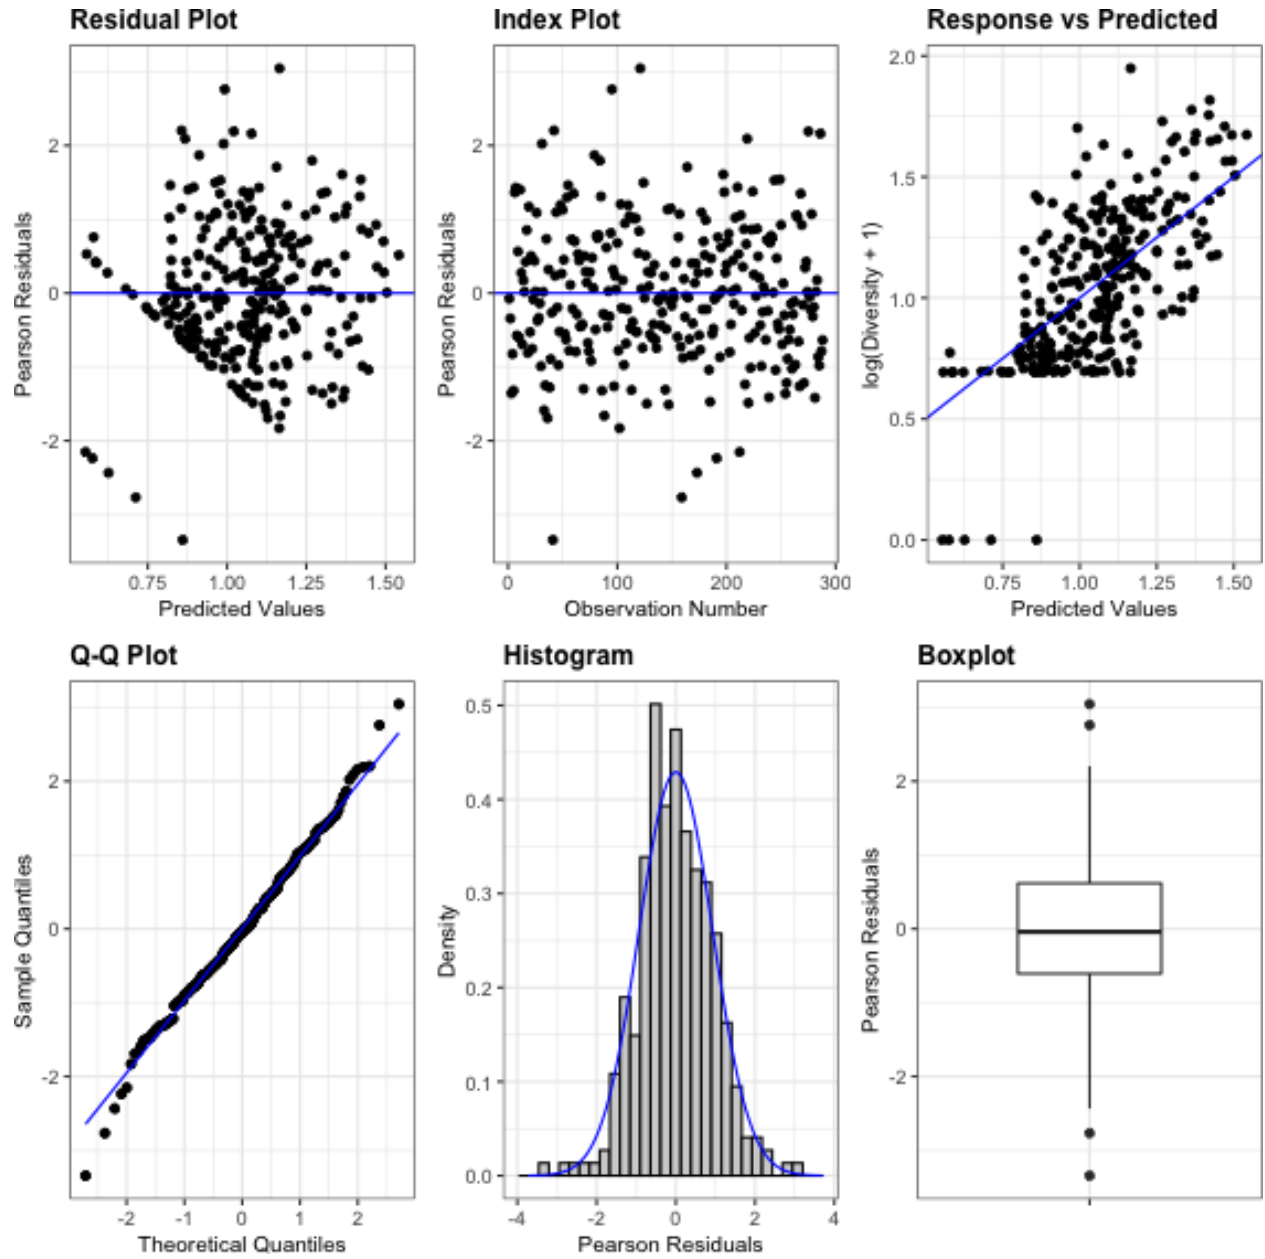 Residual Plot
Pearson Residuals
2
0
-2
0.75 1.00 1.25 1.50
Predicted Values
Index Plot
Pearson Residuals
2
0
-2
0 100 200 300
Observation Number
Response vs Predicted
log(Diversity + 1)
2.0
1.5
1.0
0.5
0.0
0.75 1.00 1.25 1.50
Predicted Values
Q-Q Plot
Sample Quantiles
2
0
-2
-2 -1 0 1 2
Theoretical Quantiles
Histogram
Density
0.5
0.4
0.3
0.2
0.1
0.0
-4 -2 0 2 4
Pearson Residuals
Boxplot
Pearson Residuals
2
0
-2